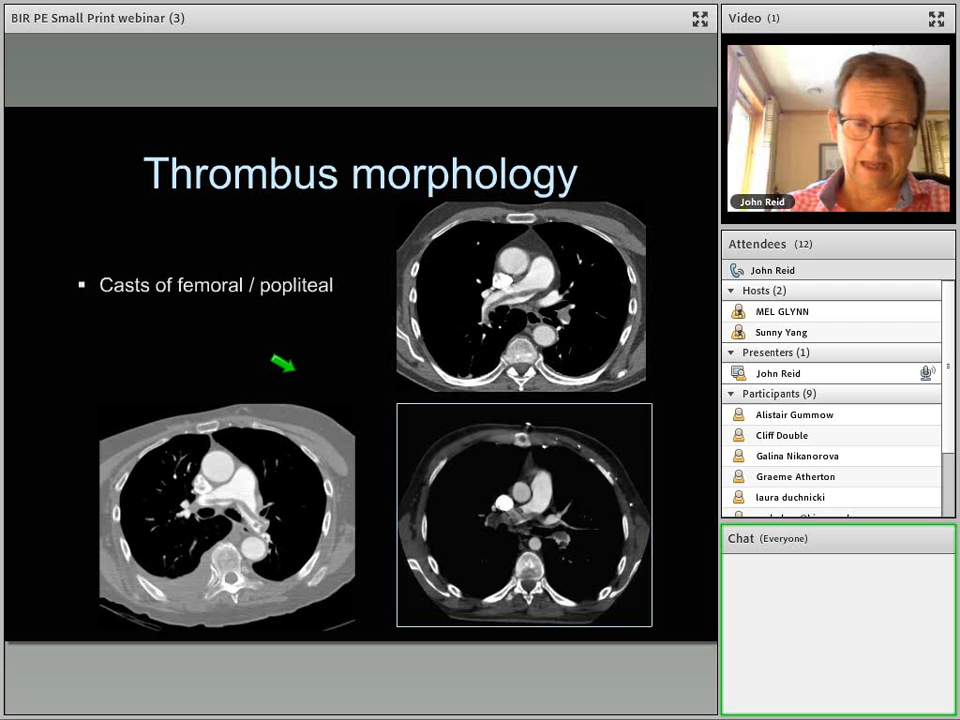 BIR PE Small Print webinar (3)
Thrombus morphology
▪ Casts of femoral / popliteal
Video (1)
John Reid
Attendees (12)
John Reid
Hosts (2)
MEL GLYNN
Sunny Yang
Presenters (1)
John Reid
Participants (9)
Alistair Gummow
Cliff Double
Galina Nikanorova
Graeme Atherton
laura duchnicki
Chat (Everyone)